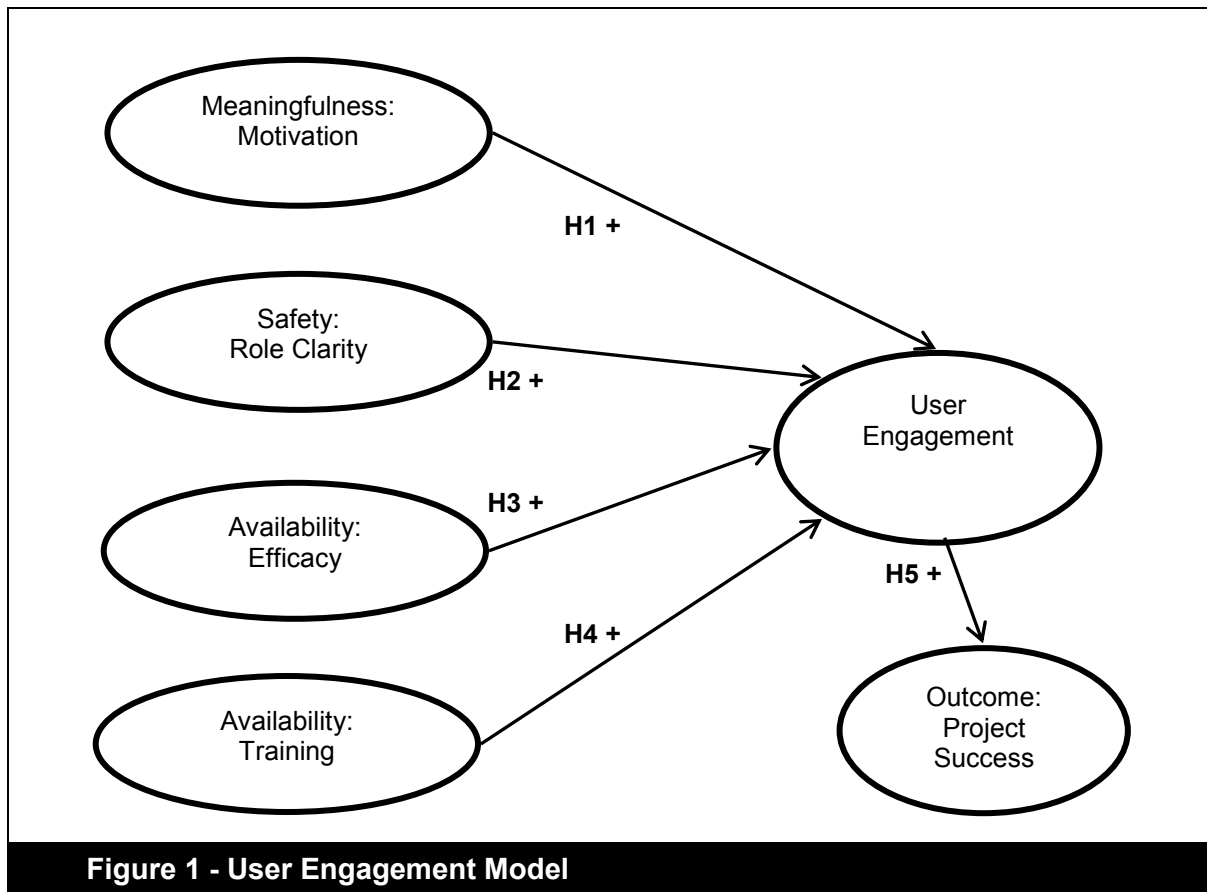 Meaningfulness:
Motivation
H1 +
Safety:
Role Clarity
H2 +
User
Engagement
Availability:
Efficacy
H3 +
H5 +
H4 +
Availability:
Training
Outcome:
Project
Success
Figure 1 - User Engagement Model